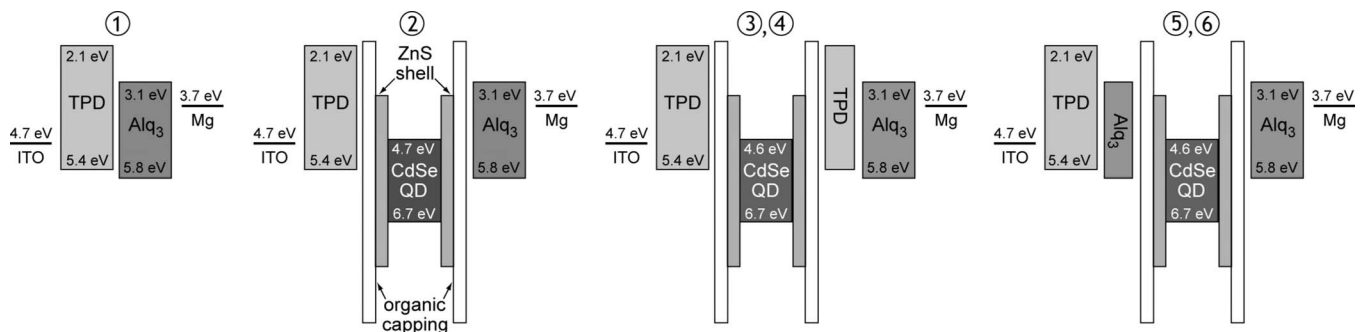 ①
2.1 eV
TPD
5.4 eV
3.1 eV
Alq3
5.8 eV
3.7 eV
Mg
4.7 eV
ITO
②
ZnS
shell
2.1 eV
TPD
5.4 eV
4.7 eV
ITO
4.7 eV
CdSe
QD
6.7 eV
3.1 eV
Alq3
5.8 eV
3.7 eV
Mg
organic
capping
③,④
2.1 eV
TPD
5.4 eV
4.7 eV
ITO
4.6 eV
CdSe
QD
6.7 eV
TPD
3.1 eV
Alq3
5.8 eV
3.7 eV
Mg
⑤,⑥
2.1 eV
TPD
5.4 eV
4.7 eV
ITO
Alq3
4.6 eV
CdSe
QD
6.7 eV
3.1 eV
Alq3
5.8 eV
3.7 eV
Mg